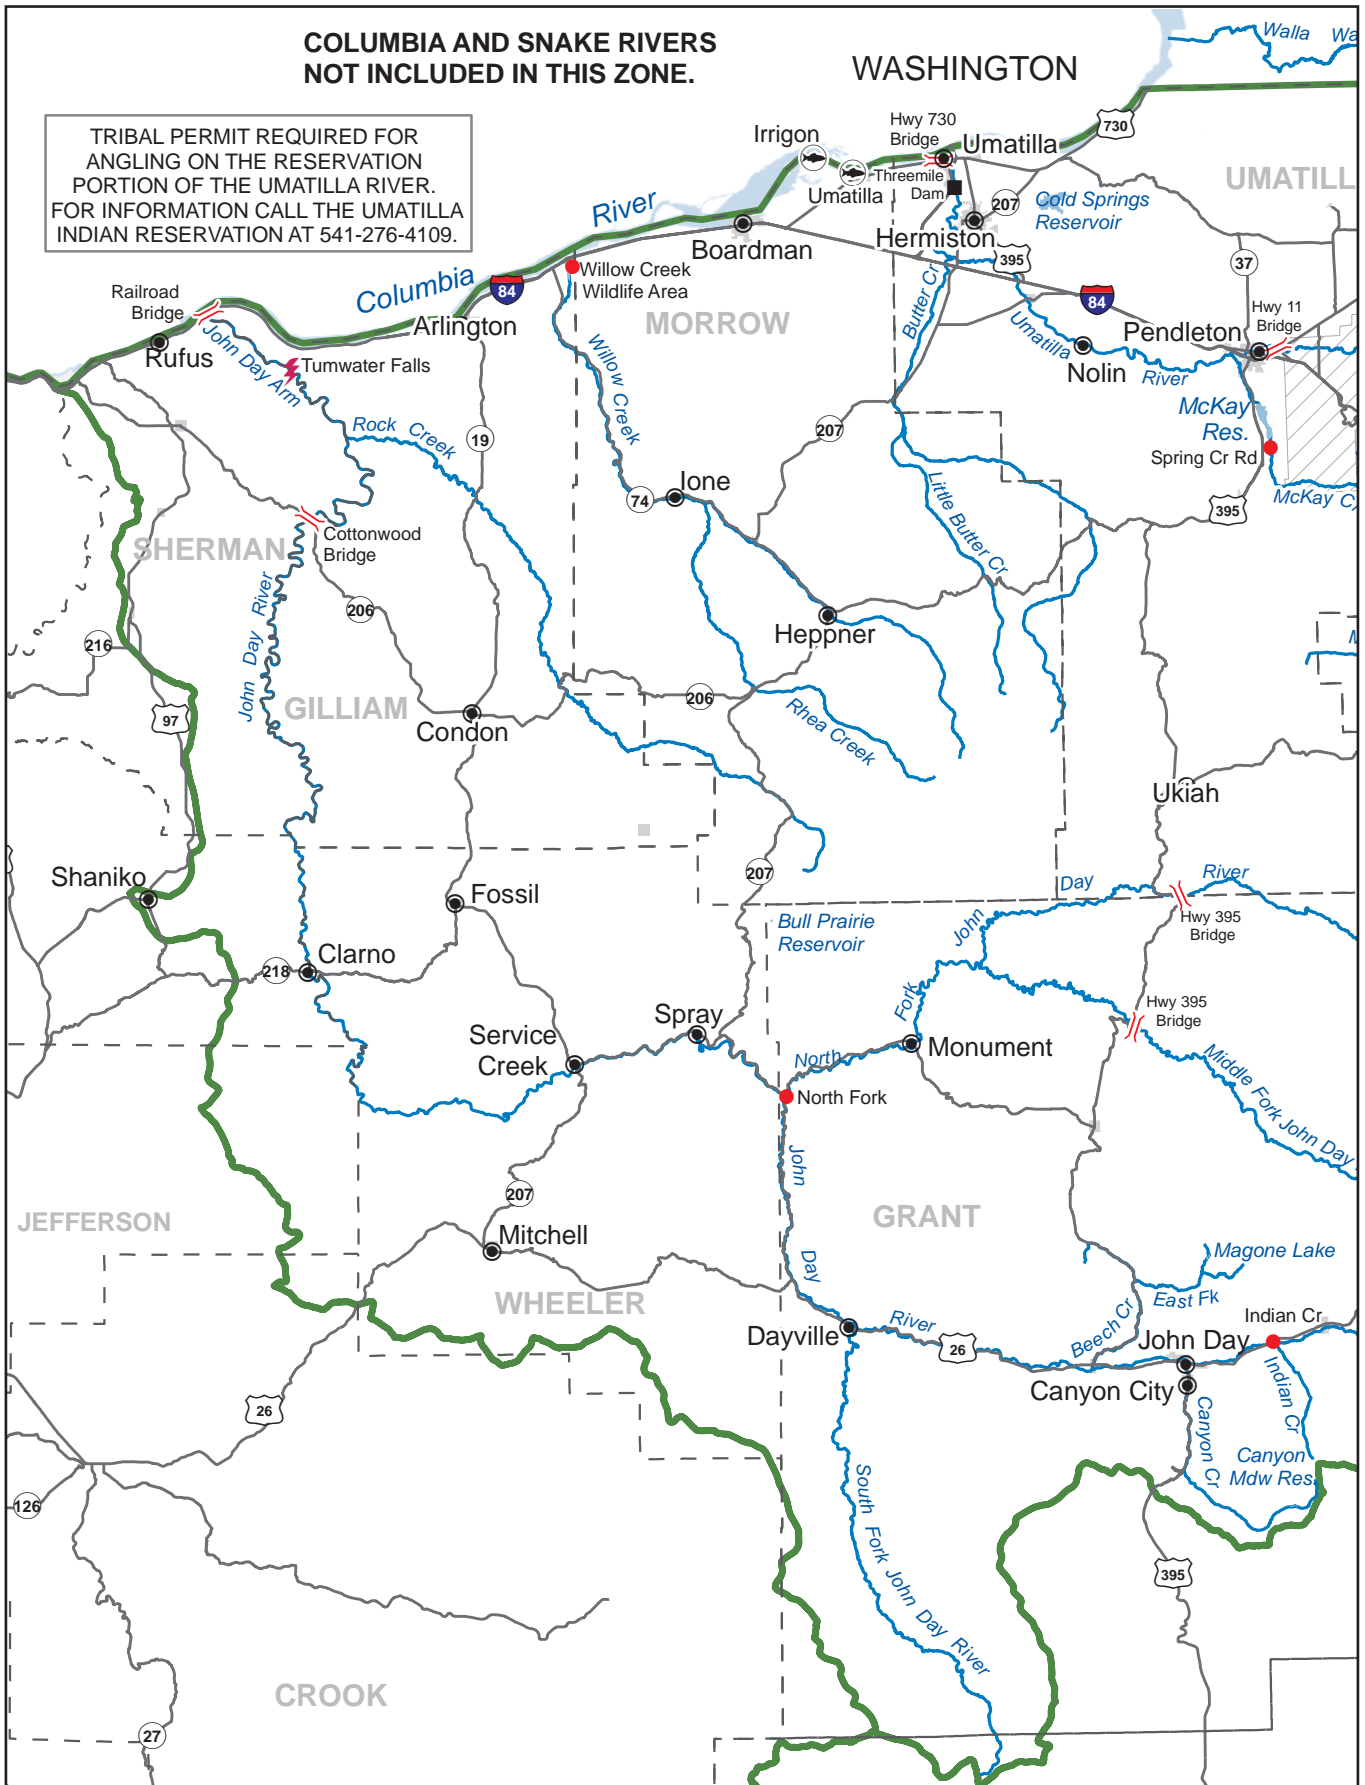 COLUMBIA AND SNAKE RIVERS
NOT INCLUDED IN THIS ZONE.
WASHINGTON
Walla Wa
TRIBAL PERMIT REQUIRED FOR
ANGLING ON THE RESERVATION
PORTION OF THE UMATILLA RIVER.
FOR INFORMATION CALL THE UMATILLA
INDIAN RESERVATION AT 541-276-4109.
730
Irrigon
Hwy 730
Bridge
Umatilla
Umatilla
Threemile
Dam
UMATILL
207
Cold Springs
Reservoir
River
Boardman
Hermiston
395
37
Willow Creek
Wildlife Area
84
Columbia
Butter Cr
84
Railroad
Bridge
Arlington
MORROW
Umatilla
Pendleton
Hwy 11
Bridge
Rufus
John Day Arm
Tumwater Falls
Nolin
River
Willow Creek
McKay
Res.
Rock Creek
19
207
Spring Cr Rd
Ione
74
Little Butter Cr
McKay C
395
SHERMAN
Cottonwood
Bridge
John Day River
206
Heppner
216
GILLIAM
206
97
Condon
Rhea Creek
Ukiah
Shaniko
Fossil
207
Day
River
Bull Prairie
Reservoir
John
Hwy 395
Bridge
218
Clarno
Fork
Hwy 395
Bridge
Spray
Service
Creek
North
Monument
Middle Fork John Day
North Fork
John
207
JEFFERSON
GRANT
Mitchell
Day
Magone Lake
WHEELER
East Fk
Dayville
River
26
Beech Cr
Indian Cr
John Day
Canyon City
Indian Cr
26
Canyon Cr
Canyon
Mdw Res.
126
South Fork John Day River
395
CROOK
27